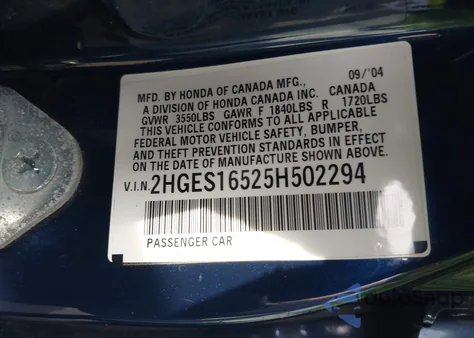 MFD. BY HONDA OF CANADA MFG., 09/'04
A DIVISION OF HONDA CANADA INC. CANADA
GVWR 3550LBS GAWR F 1840LBS R 1720LBS
THIS VEHICLE CONFORMS TO ALL APPLICABLE
FEDERAL MOTOR VEHICLE SAFETY, BUMPER,
AND THEFT PREVENTION STANDARDS IN EFFECT
ON THE DATE OF MANUFACTURE SHOWN ABOVE.
V.I.N. 2HGES16525H502294
PASSENGER CAR
autosnap